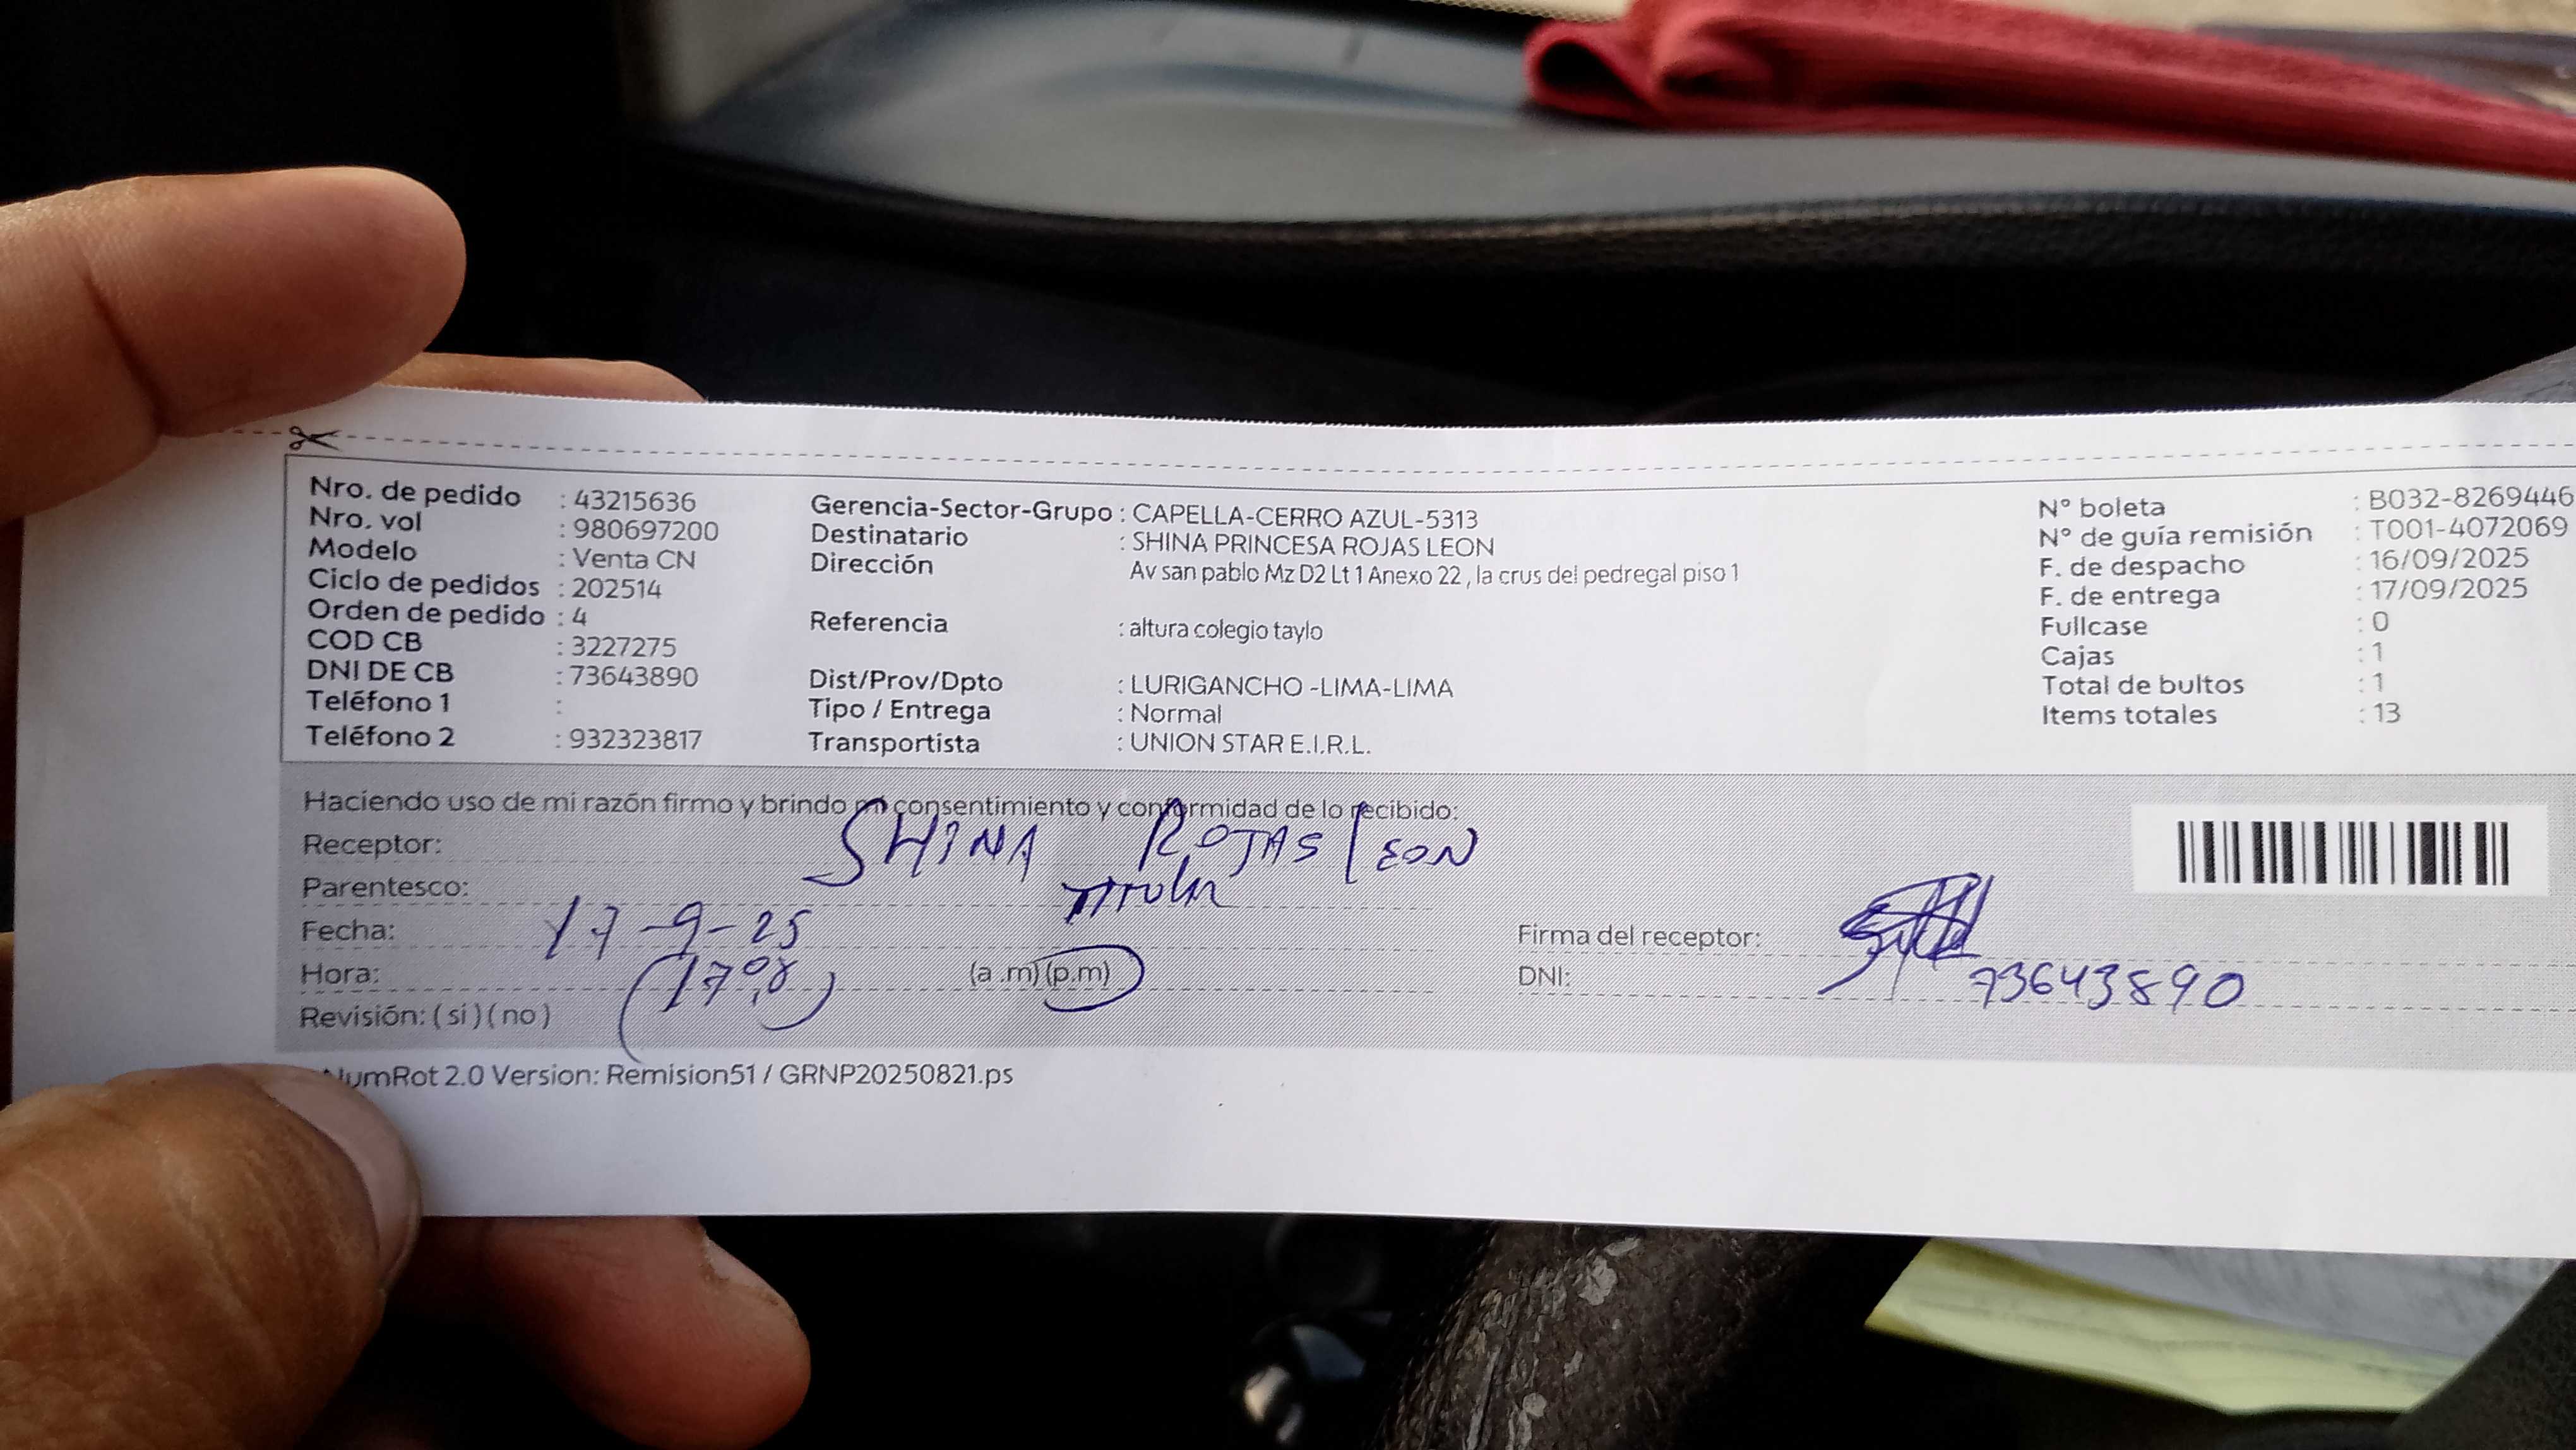 Nro. de pedido : 43215636
Nro. vol : 980697200
Modelo : Venta CN
Ciclo de pedidos : 202514
Orden de pedido : 4
COD CB : 3227275
DNI DE CB : 73643890
Teléfono 1 :
Teléfono 2 : 932323817
Gerencia-Sector-Grupo : CAPELLA-CERRO AZUL-5313
Destinatario : SHINA PRINCESA ROJAS LEON
Dirección Av san pablo Mz D2 Lt 1 Anexo 22 , la crus del pedregal piso 1
Referencia : altura colegio taylo
Dist/Prov/Dpto : LURIGANCHO -LIMA-LIMA
Tipo / Entrega : Normal
Transportista : UNION STAR E.I.R.L.
N° boleta : B032-8269446
N° de guía remisión : T001-4072069
F. de despacho : 16/09/2025
F. de entrega : 17/09/2025
Fullcase : 0
Cajas : 1
Total de bultos : 1
Items totales : 13
Haciendo uso de mi razón firmo y brindo mi consentimiento y conformidad de lo recibido:
Receptor: SHINA ROJAS LEON
Parentesco: TITULAR
Fecha: 17-9-25
Hora: (17:08) (a .m) (p.m)
Revisión: ( si ) ( no )
Firma del receptor:
DNI: 73643890
NumRot 2.0 Version: Remision51 / GRNP20250821.ps